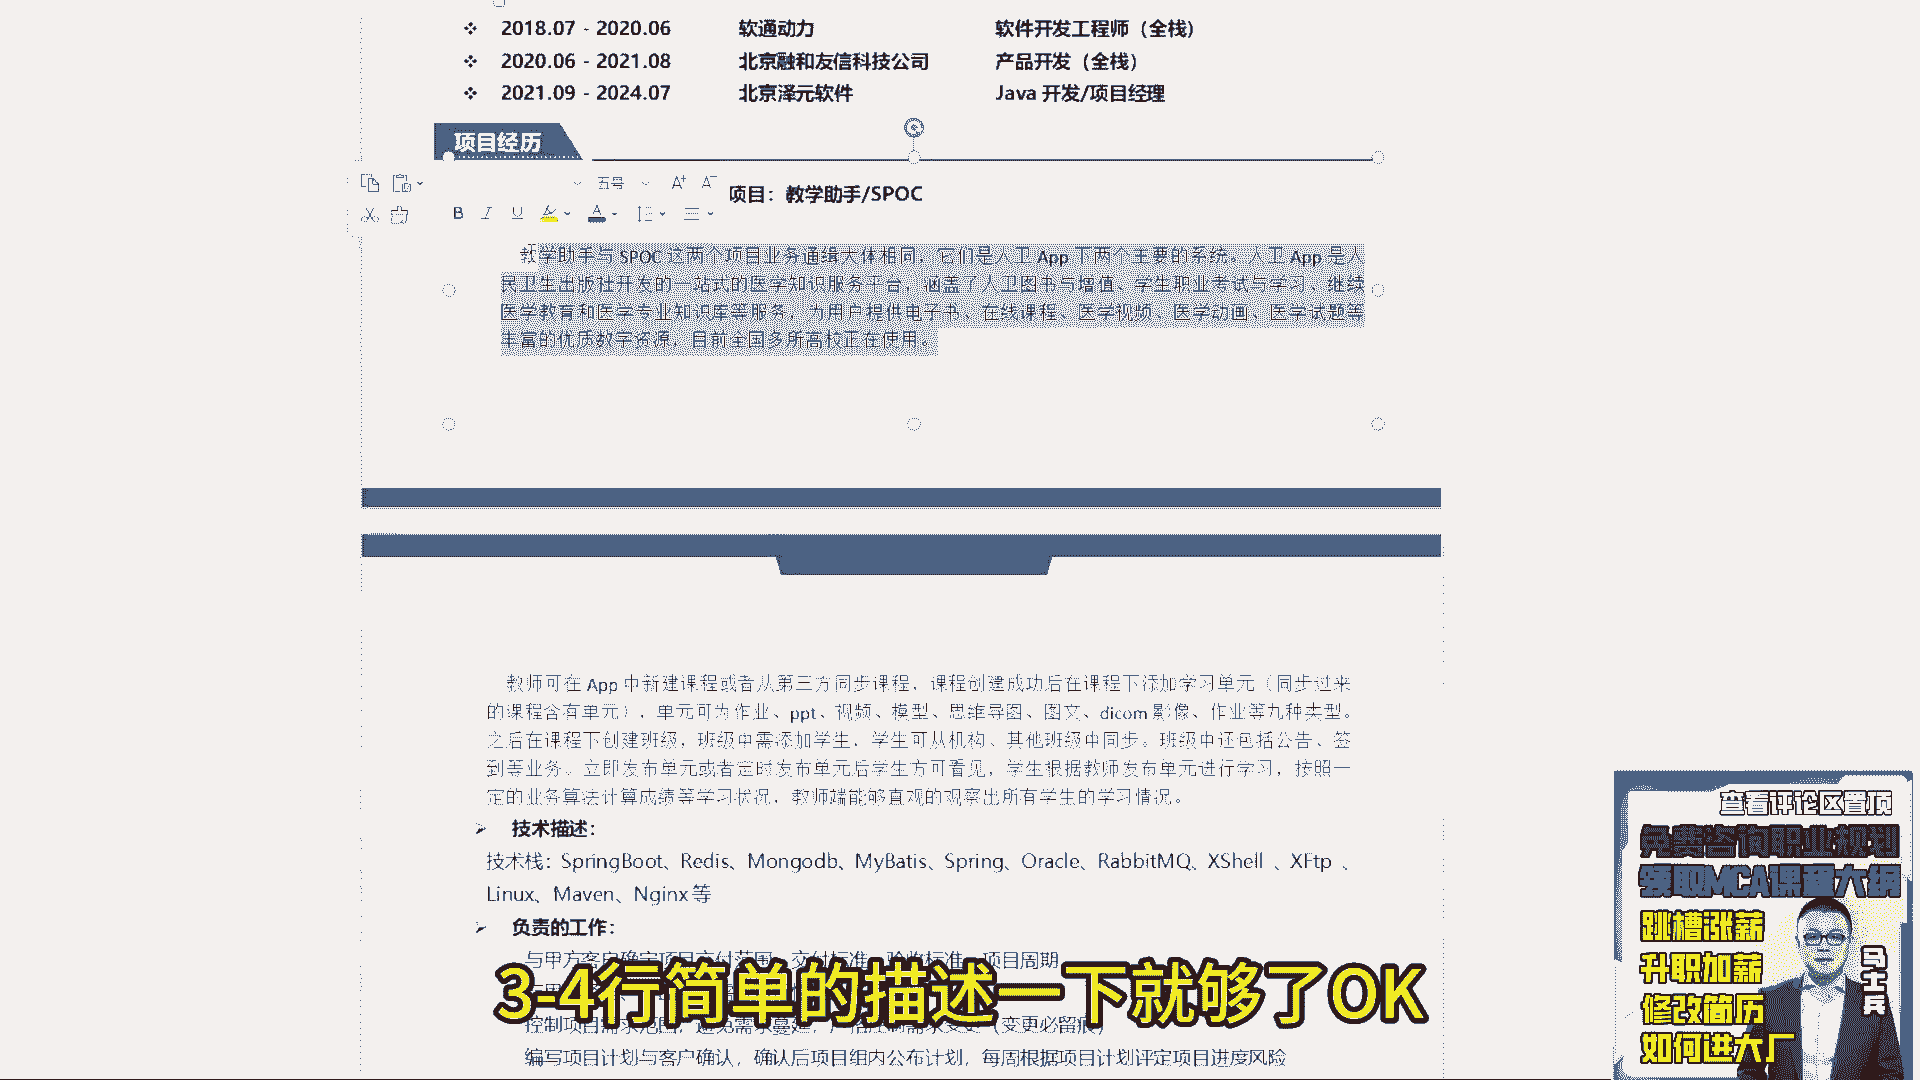 2018.07 - 2020.06 软通动力 软件开发工程师（全栈）
2020.06 - 2021.08 北京融和友信科技公司 产品开发（全栈）
2021.09 - 2024.07 北京泽元软件 Java 开发/项目经理
项目经历
五号
项目：教学助手/SPOC
教学助手与 SPOC 这两个项目业务逻辑大体相同，它们是人卫 App 下两个主要的系统。人卫 App 是人
民卫生出版社开发的一站式的医学知识服务平台，涵盖了人卫图书与增值、学生职业考试与学习、继续
医学教育和医学专业知识库等服务，为用户提供电子书、在线课程、医学视频、医学动画、医学试题等
丰富的优质教学资源，目前全国多所高校正在使用。
教师可在 App 中新建课程或者从第三方同步课程，课程创建成功后在课程下添加学习单元（同步过来
的课程含有单元），单元可为作业、ppt、视频、模型、思维导图、图文、dicom 影像、作业等九种类型。
之后在课程下创建班级，班级中需添加学生，学生可从机构、其他班级中同步。班级中还包括公告、签
到等业务。立即发布单元或者定时发布单元后学生方可看见，学生根据教师发布单元进行学习，按照一
定的业务算法计算成绩等学习状况，教师端能够直观的观察出所有学生的学习情况。
技术描述：
技术栈：SpringBoot、Redis、Mongodb、MyBatis、Spring、Oracle、RabbitMQ、XShell 、XFtp 、
Linux、Maven、Nginx 等
负责的工作：
与甲方客户确定项目交付范围、交付标准、验收标准、项目周期
3-4行简单的描述一下就够了OK
控制项目需求范围，避免需求蔓延，严格控制需求变更（变更必留痕）
编写项目计划与客户确认，确认后项目组内公布计划，每周根据项目计划评定项目进度风险
查看评论区置顶
免费咨询职业规划
领取MCA课程大纲
跳槽涨薪
升职加薪
修改简历
如何进大厂
马士兵